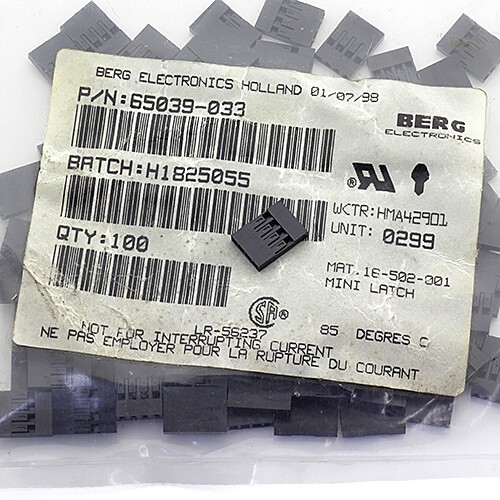 BERG ELECTRONICS HOLLAND 01/07/98
P/N:65039-033
BERG
ELECTRONICS
BATCH:H1825055
WCTR:HMA42901
QTY:100
UNIT: 0299
MAT. 16-502-001
MINI LATCH
LR-56237
85 DEGRES C
NOT FOR INTERRUPTING CURRENT
NE PAS EMPLOYER POUR LA RUPTURE DU COURANT